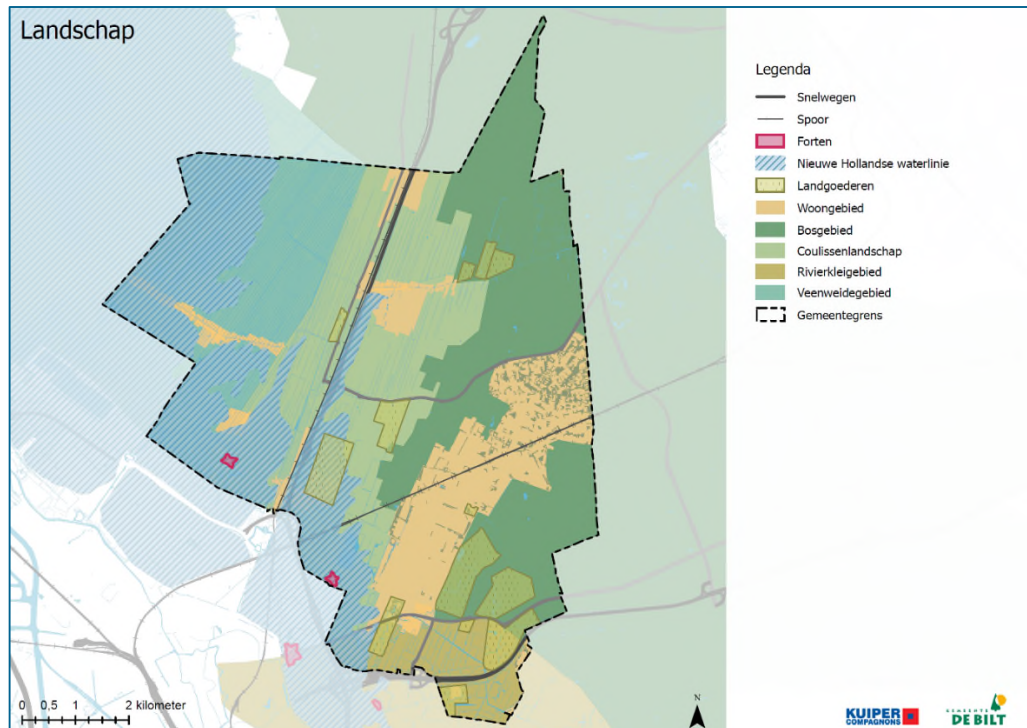 Landschap
Legenda
Snelwegen
Spoor
Forten
Nieuwe Hollandse waterlinie
Landgoederen
Woongebied
Bosgebied
Coulissenlandschap
Rivierkleigebied
Veenweidegebied
Gemeentegrens
0 0,5 1 2 kilometer
N
KUIPER
COMPAGNONS
GEMEENTE
DE BILT